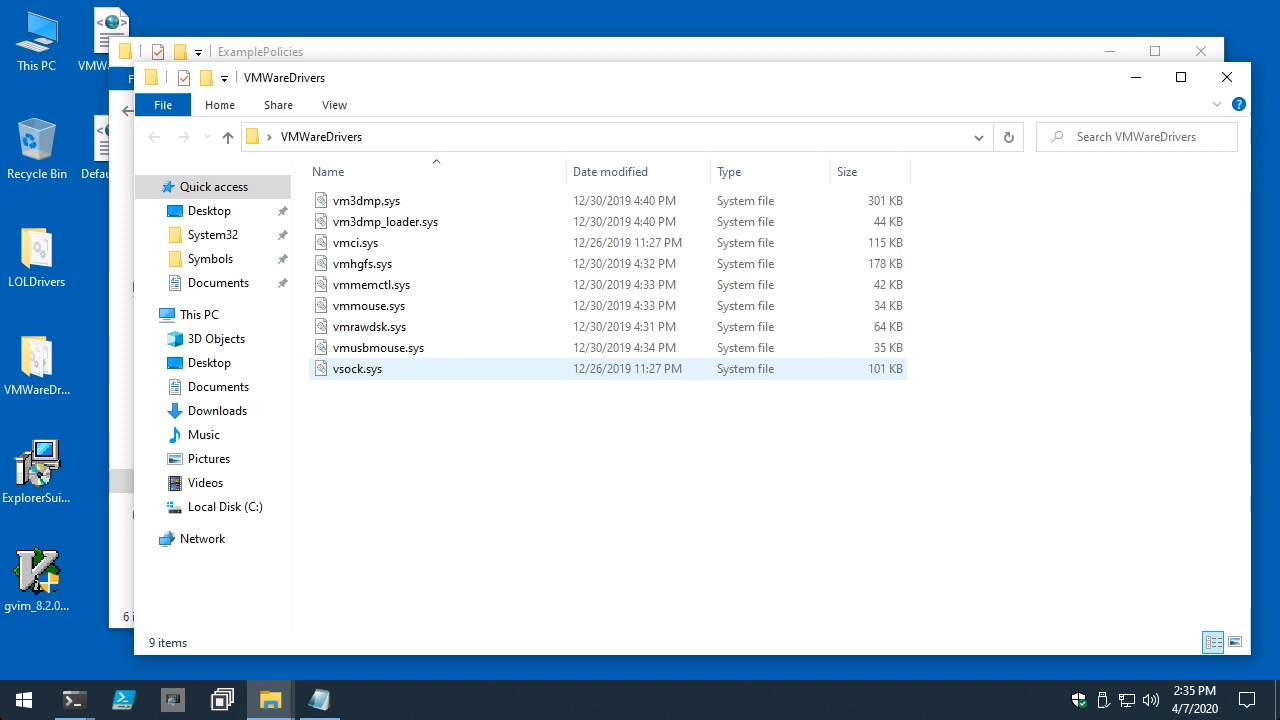 This PC
VMW
ExamplePolicies
VMWareDrivers
F
File
Home
Share
View
VMWareDrivers
Search VMWareDrivers
Recycle Bin
Defau
Name
Date modified
Type
Size
Quick access
Desktop
System32
Symbols
Documents
This PC
3D Objects
Desktop
Documents
Downloads
Music
Pictures
Videos
Local Disk (C:)
Network
vm3dmp.sys 12/30/2019 4:40 PM System file 301 KB
vm3dmp_loader.sys 12/30/2019 4:40 PM System file 44 KB
vmci.sys 12/26/2019 11:27 PM System file 115 KB
vmhgfs.sys 12/30/2019 4:32 PM System file 178 KB
vmmemctl.sys 12/30/2019 4:33 PM System file 42 KB
vmmouse.sys 12/30/2019 4:33 PM System file 34 KB
vmrawdsk.sys 12/30/2019 4:31 PM System file 64 KB
vmusbmouse.sys 12/30/2019 4:34 PM System file 35 KB
vsock.sys 12/26/2019 11:27 PM System file 101 KB
LOLDrivers
VMWareDr...
ExplorerSui...
gvim_8.2.0...
6 i
9 items
2:35 PM
4/7/2020